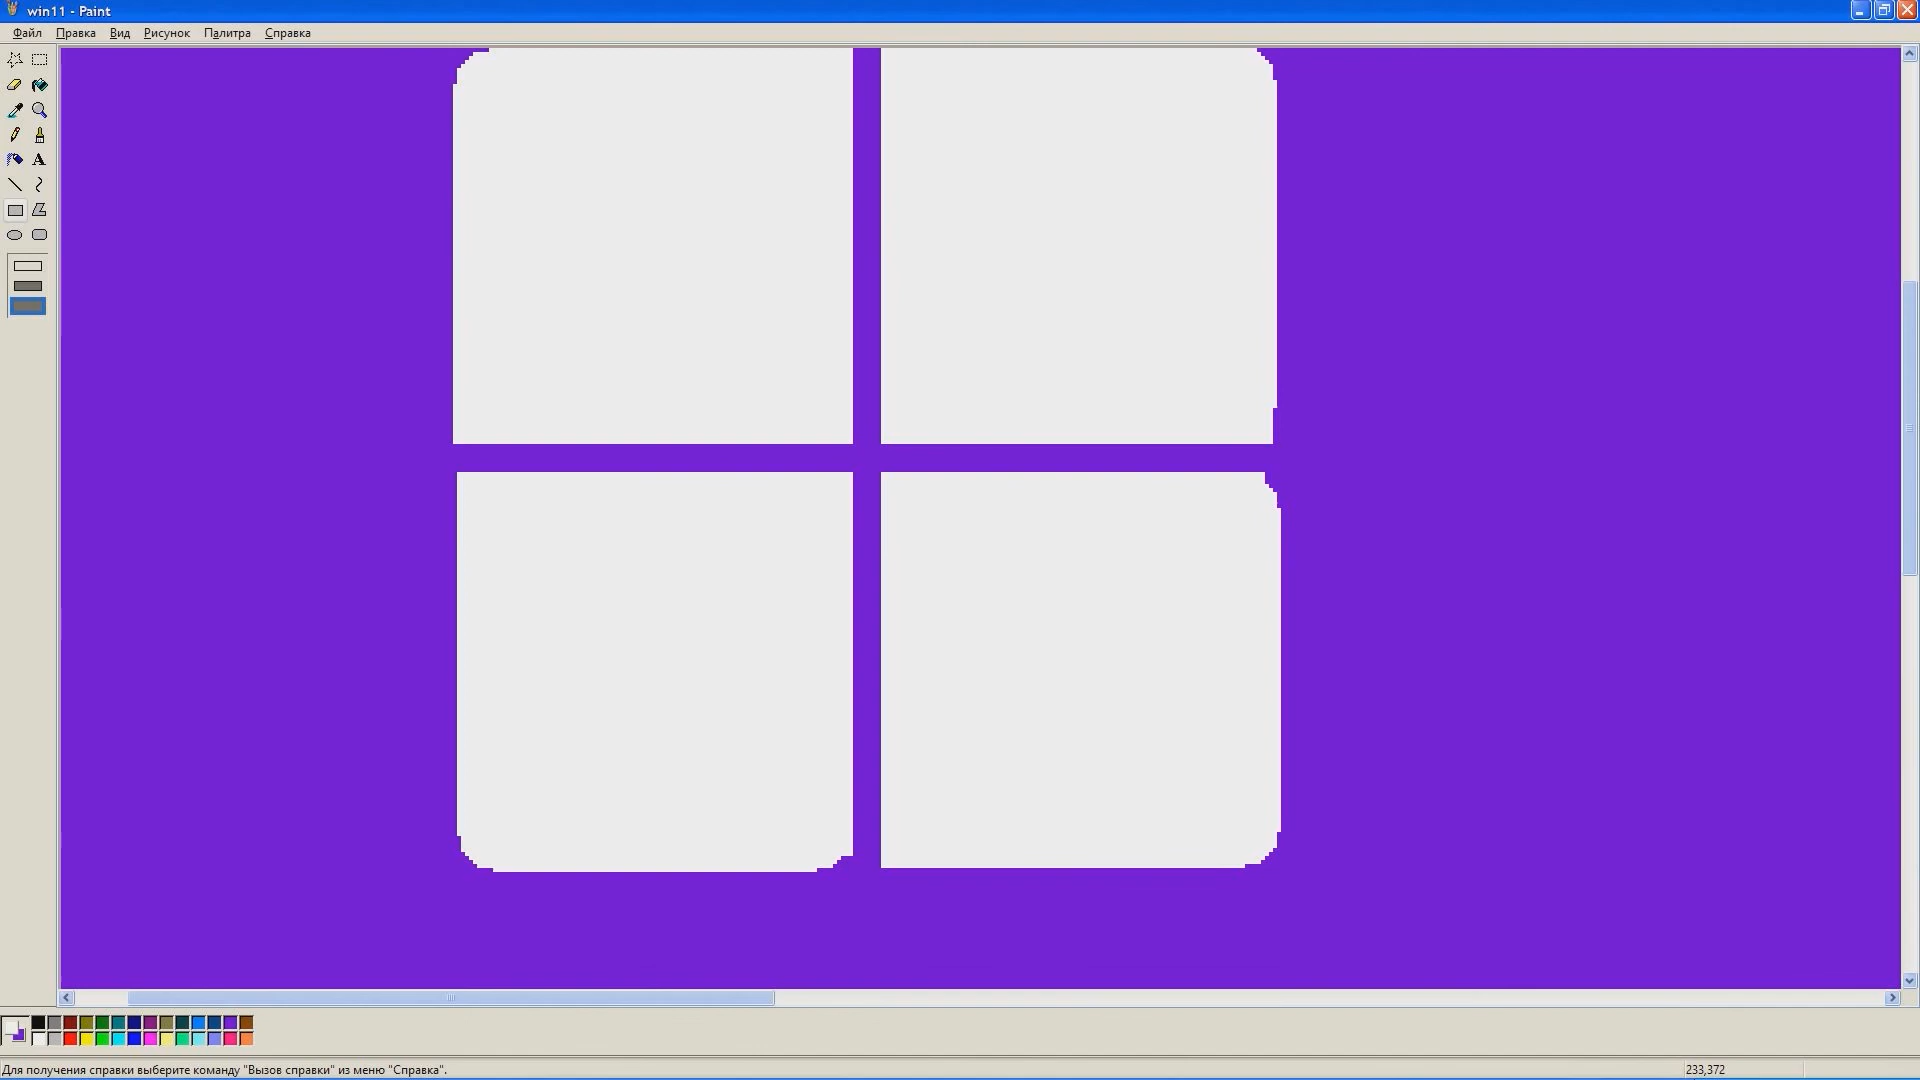 win11 - Paint
Файл Правка Вид Рисунок Палитра Справка
A
Для получения справки выберите команду "Вызов справки" из меню "Справка".
233,372